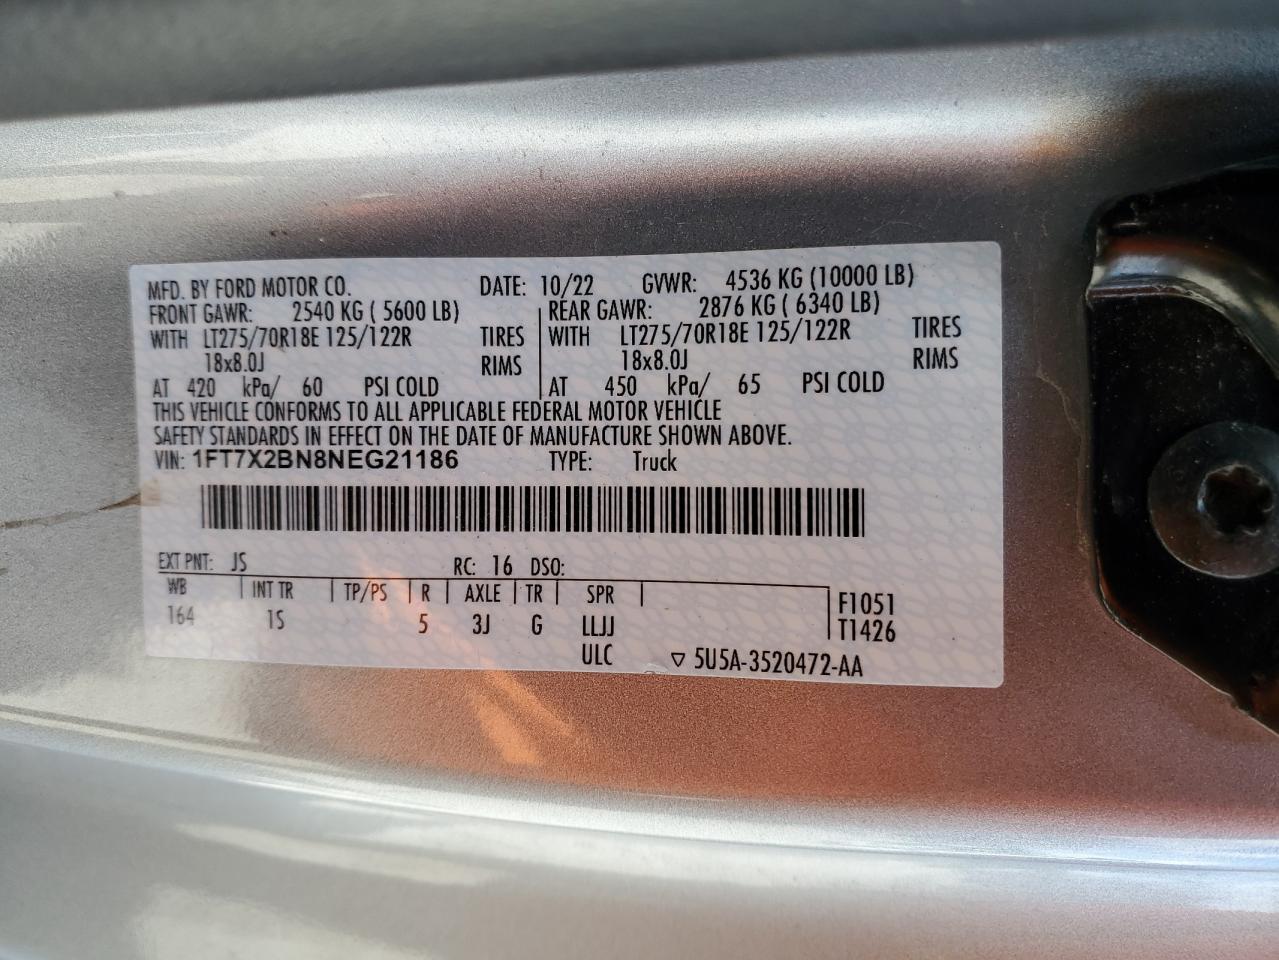 MFD. BY FORD MOTOR CO. DATE: 10/22 GVWR: 4536 KG (10000 LB)
FRONT GAWR: 2540 KG ( 5600 LB) REAR GAWR: 2876 KG ( 6340 LB)
WITH LT275/70R18E 125/122R TIRES WITH LT275/70R18E 125/122R TIRES
18x8.0J RIMS 18x8.0J RIMS
AT 420 kPa/ 60 PSI COLD AT 450 kPa/ 65 PSI COLD
THIS VEHICLE CONFORMS TO ALL APPLICABLE FEDERAL MOTOR VEHICLE
SAFETY STANDARDS IN EFFECT ON THE DATE OF MANUFACTURE SHOWN ABOVE.
VIN: 1FT7X2BN8NEG21186 TYPE: Truck
EXT PNT: JS RC: 16 DSO:
WB INT TR TP/PS R AXLE TR SPR F1051
164 1S 5 3J G LLJJ T1426
ULC ▽ 5U5A-3520472-AA